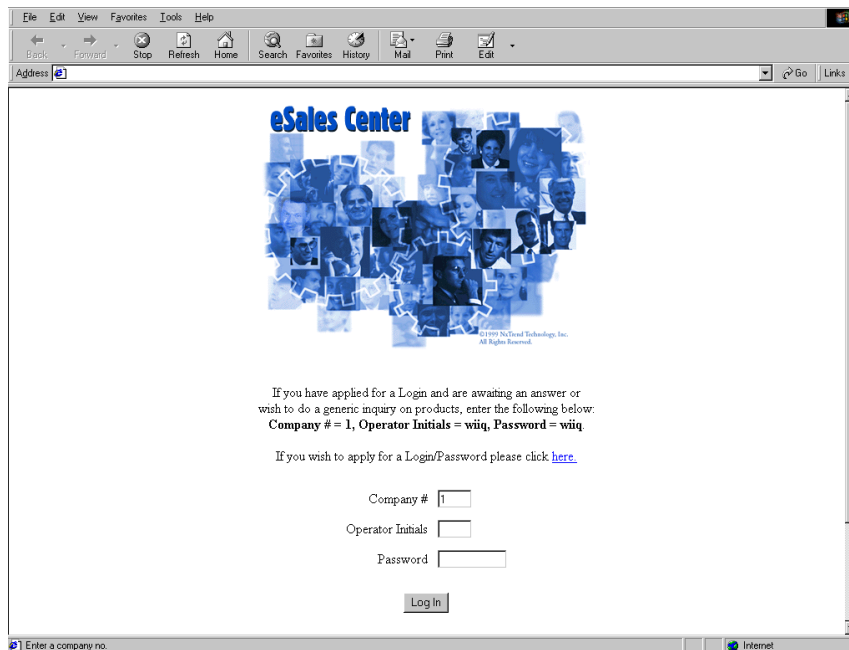 File Edit View Favorites Tools Help
Back Forward Stop Refresh Home Search Favorites History Mail Print Edit
Address Go Links
eSales Center
©1999 NxTrend Technology, Inc.
All Rights Reserved.
If you have applied for a Login and are awaiting an answer or
wish to do a generic inquiry on products, enter the following below:
Company # = 1, Operator Initials = wiiq, Password = wiiq.
If you wish to apply for a Login/Password please click here.
Company # 1
Operator Initials
Password
Log In
Enter a company no. Internet